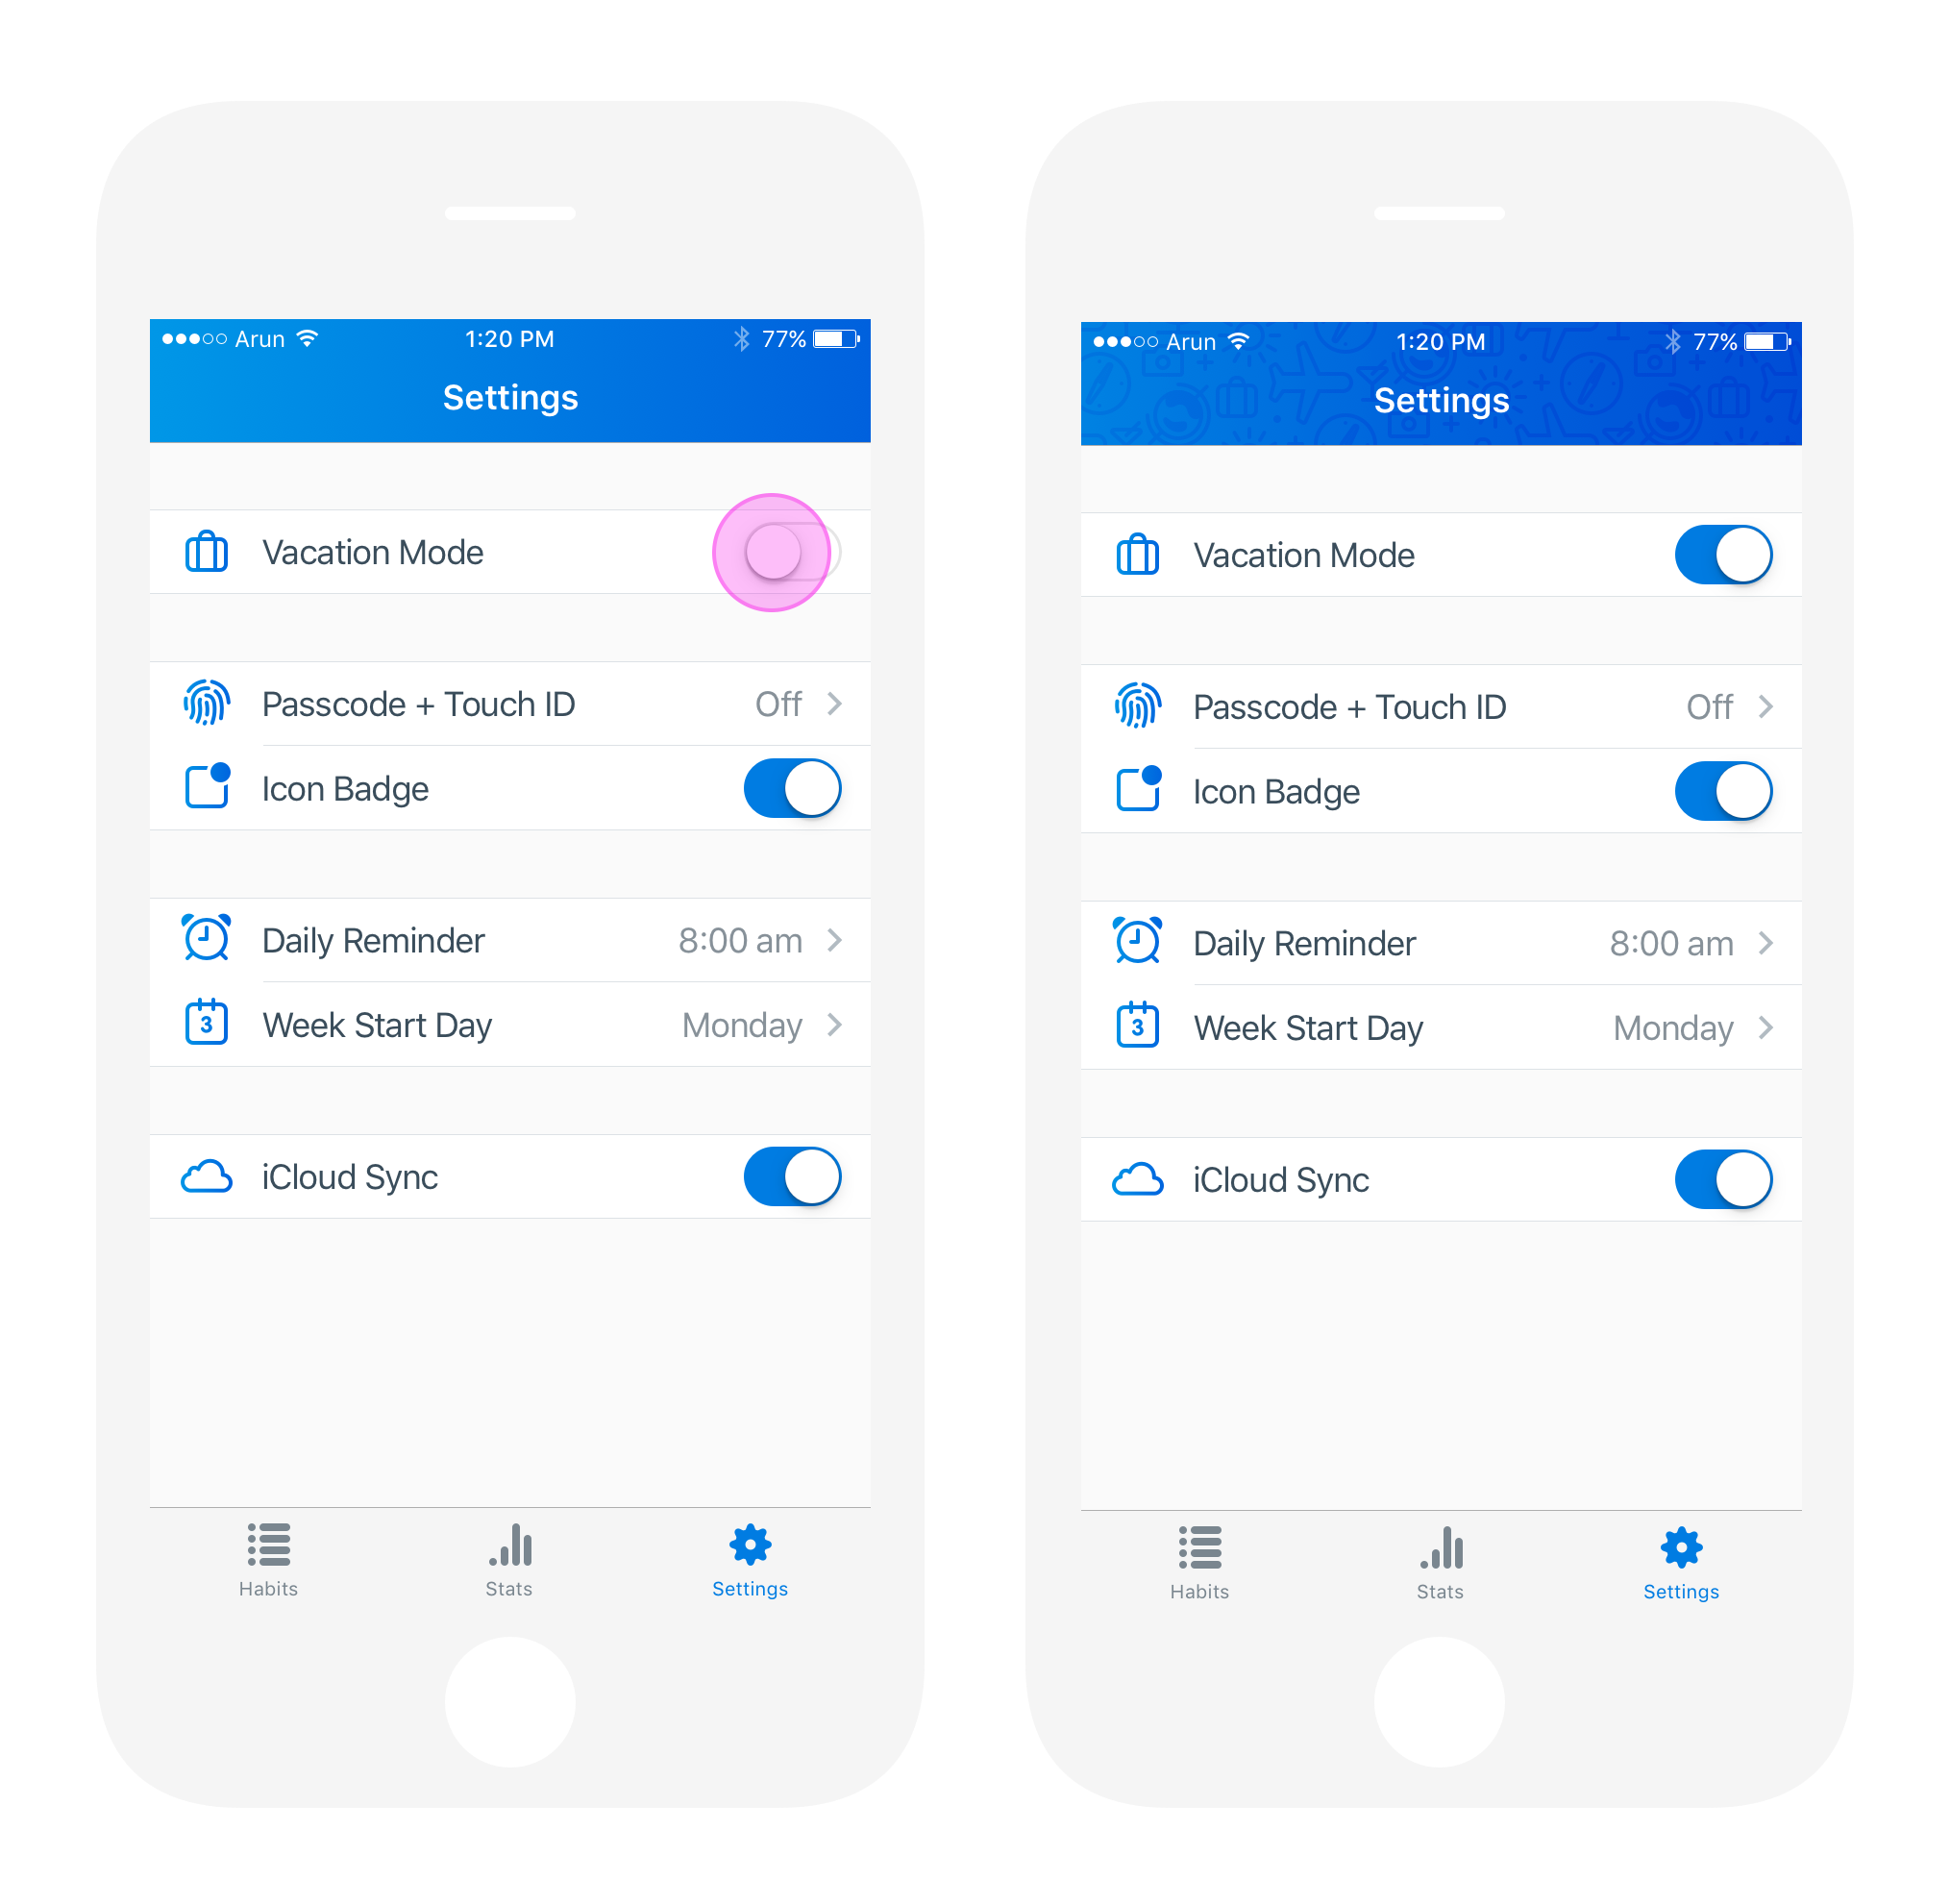 Arun 1:20 PM 77%
Settings
Vacation Mode
Passcode + Touch ID Off
Icon Badge
Daily Reminder 8:00 am
3 Week Start Day Monday
iCloud Sync
Habits Stats Settings
Arun 1:20 PM 77%
Settings
Vacation Mode
Passcode + Touch ID Off
Icon Badge
Daily Reminder 8:00 am
3 Week Start Day Monday
iCloud Sync
Habits Stats Settings